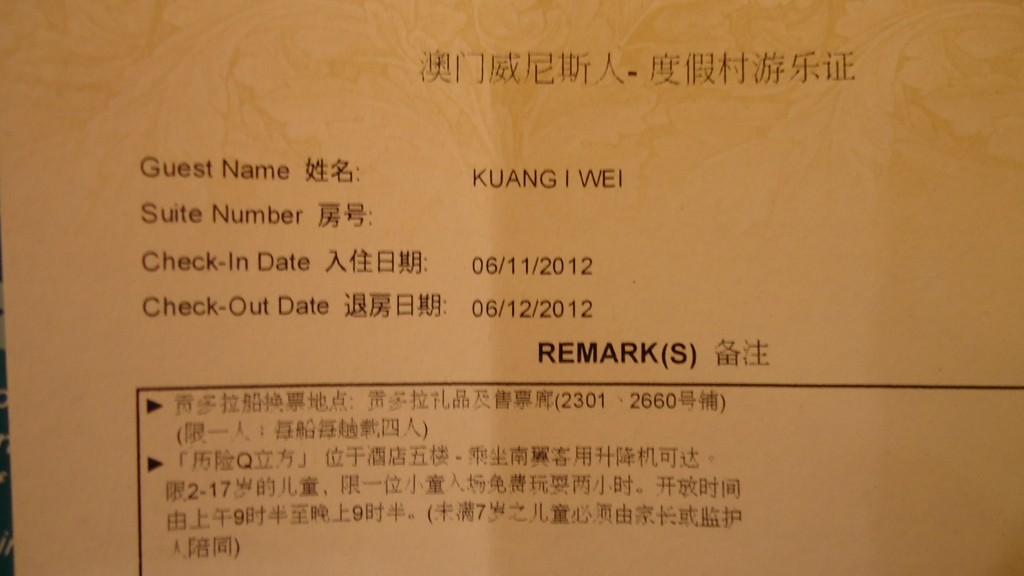 澳门威尼斯人- 度假村游乐证
Guest Name 姓名: KUANG I WEI
Suite Number 房号:
Check-In Date 入住日期: 06/11/2012
Check-Out Date 退房日期: 06/12/2012
REMARK(S) 备注
► 贡多拉船换票地点: 贡多拉礼品及售票廊(2301、2660号铺)
(限一人；每船每趟载四人)
► 「历险Q立方」 位于酒店五楼 - 乘坐南翼客用升降机可达。
限2-17岁的儿童、限一位小童入场免费玩耍两小时。开放时间
由上午9时半至晚上9时半。(未满7岁之儿童必须由家长或监护
人陪同)